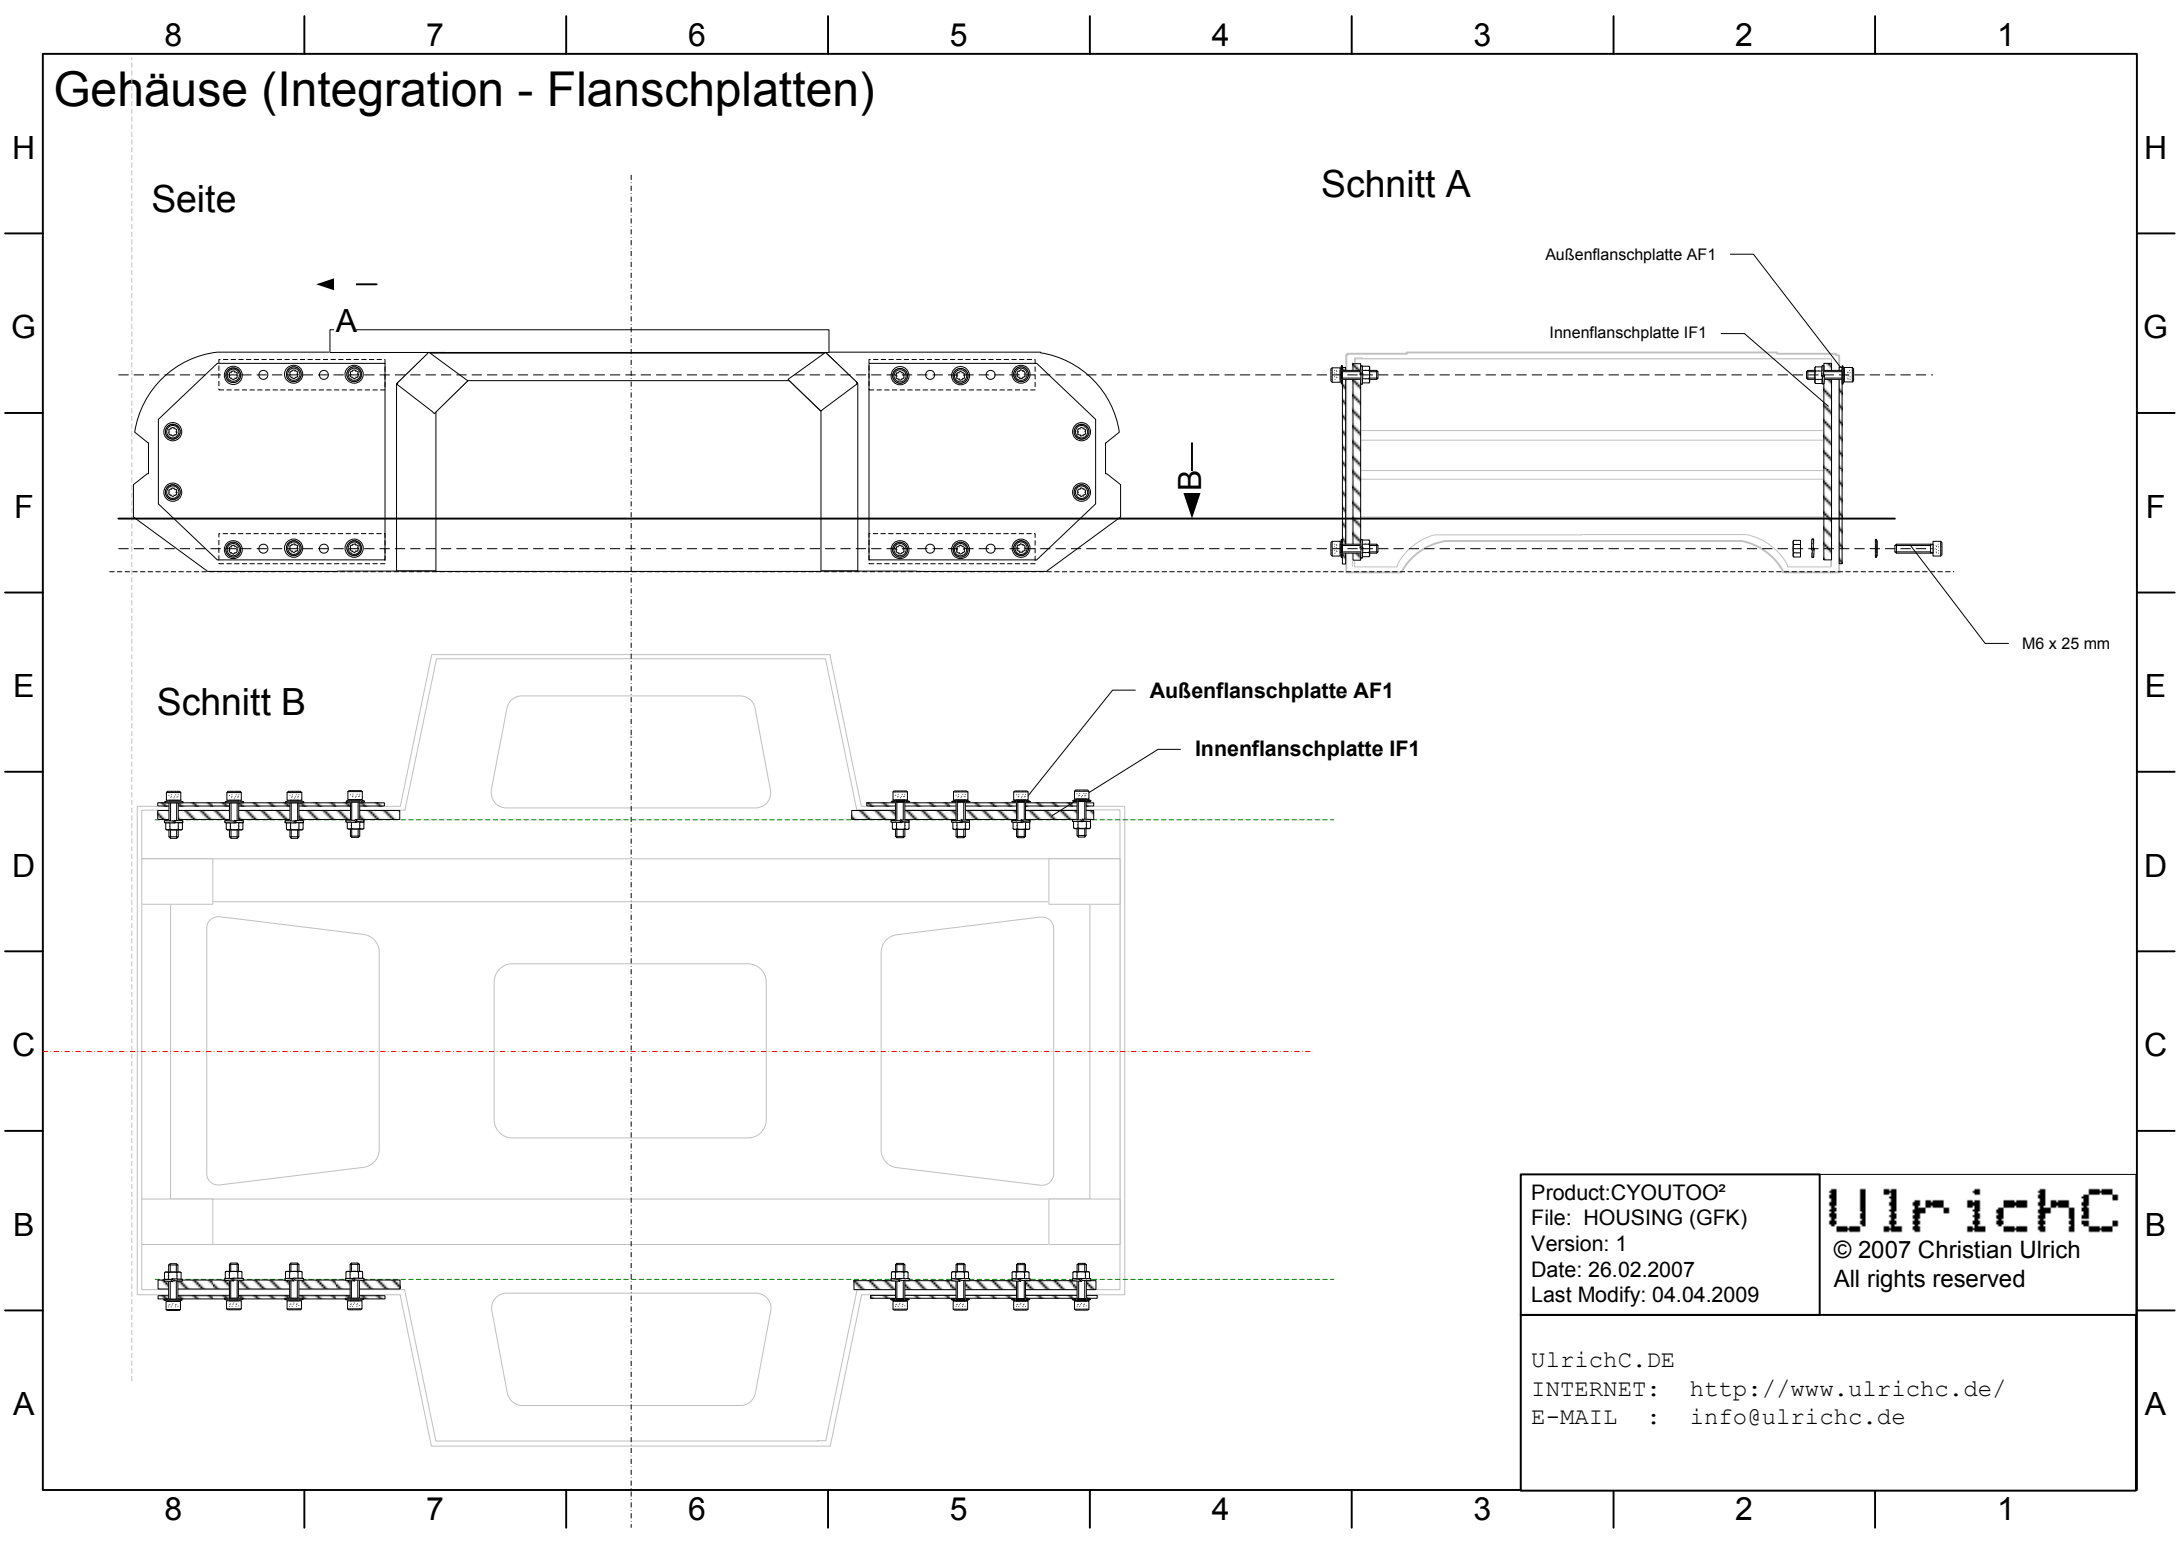 8 7 6 5 4 3 2 1
Gehäuse (Integration - Flanschplatten)
H H
Seite
Schnitt A
Außenflanschplatte AF1
A
G G
Innenflanschplatte IF1
B
F F
M6 x 25 mm
E E
Schnitt B
Außenflanschplatte AF1
Innenflanschplatte IF1
D D
C C
Product:CYOUTOO²
File: HOUSING (GFK)
Version: 1
Date: 26.02.2007
Last Modify: 04.04.2009
UlrichC
© 2007 Christian Ulrich
All rights reserved
B B
UlrichC.DE
INTERNET: http://www.ulrichc.de/
E-MAIL : info@ulrichc.de
A A
8 7 6 5 4 3 2 1